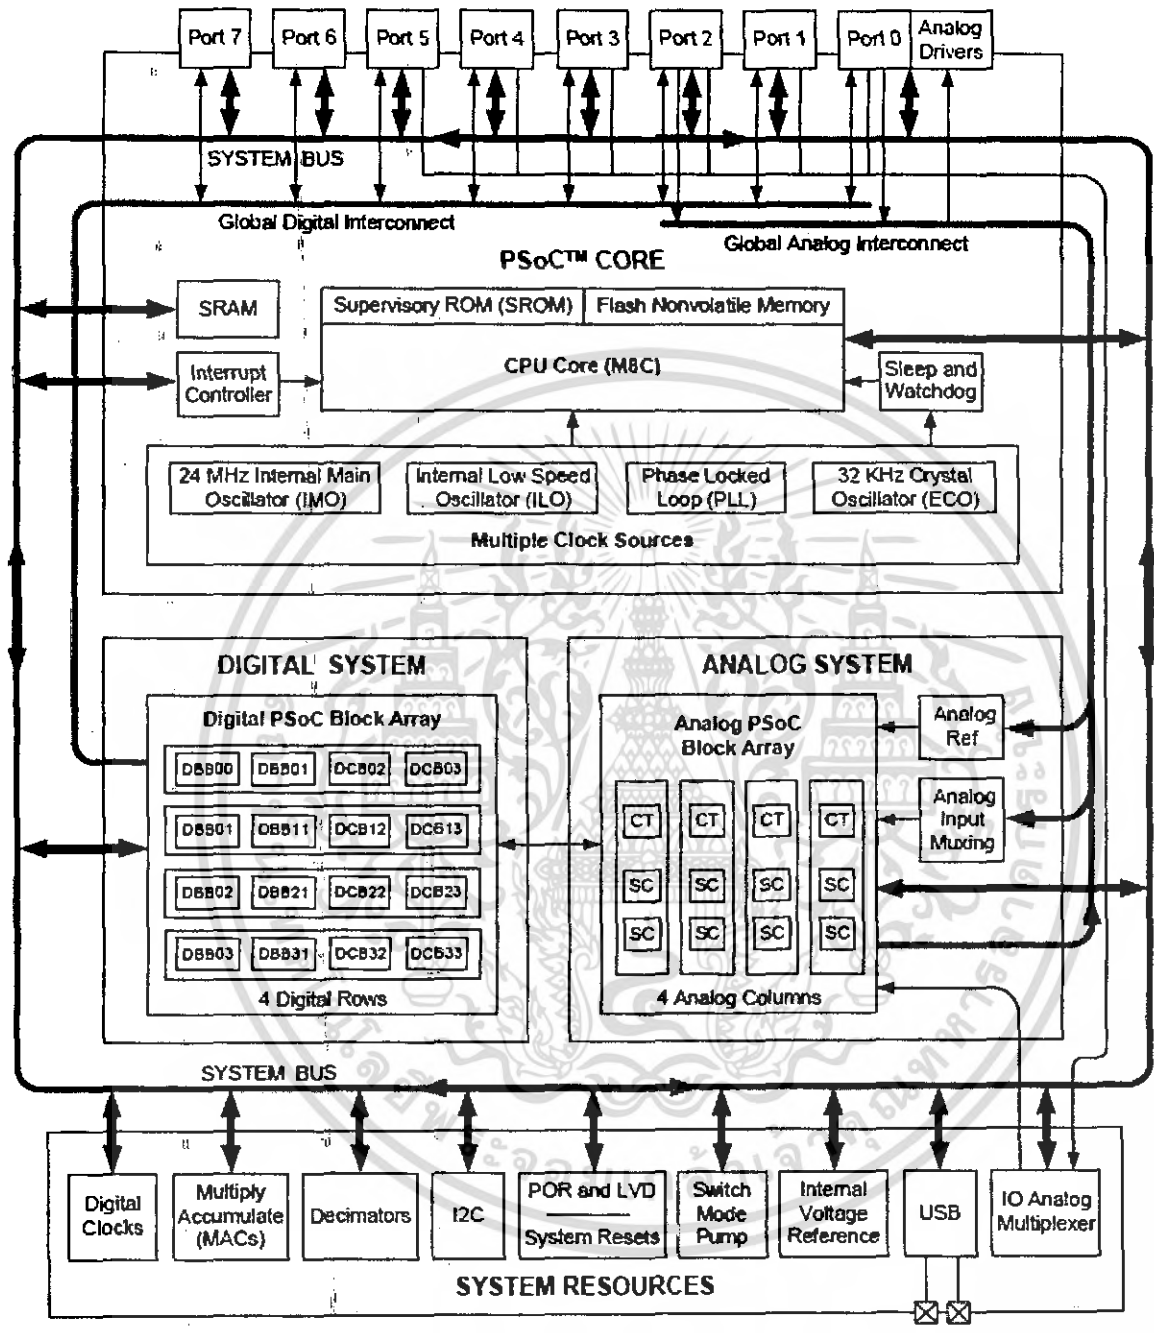 Port 7
Port 6
Port 5
Port 4
Port 3
Port 2
Port 1
Port 0
Analog
Drivers
SYSTEM BUS
Global Digital Interconnect
Global Analog Interconnect
PSoC™ CORE
SRAM
Supervisory ROM (SROM)
Flash Nonvolatile Memory
CPU Core (M8C)
Interrupt
Controller
Sleep and
Watchdog
24 MHz Internal Main
Oscillator (IMO)
Internal Low Speed
Oscillator (ILO)
Phase Locked
Loop (PLL)
32 KHz Crystal
Oscillator (ECO)
Multiple Clock Sources
DIGITAL SYSTEM
Digital PSoC Block Array
DBB00 DBB01 DCB02 DCB03
DBB01 DBB11 DCB12 DCB13
DBB02 DBB21 DCB22 DCB23
DBB03 DBB31 DCB32 DCB33
4 Digital Rows
ANALOG SYSTEM
Analog PSoC
Block Array
CT CT CT CT
SC SC SC SC
SC SC SC SC
4 Analog Columns
Analog
Ref
Analog
Input
Muxing
SYSTEM BUS
Digital
Clocks
Multiply
Accumulate
(MACs)
Decimators
I2C
POR and LVD
System Resets
Switch
Mode
Pump
Internal
Voltage
Reference
USB
IO Analog
Multiplexer
SYSTEM RESOURCES